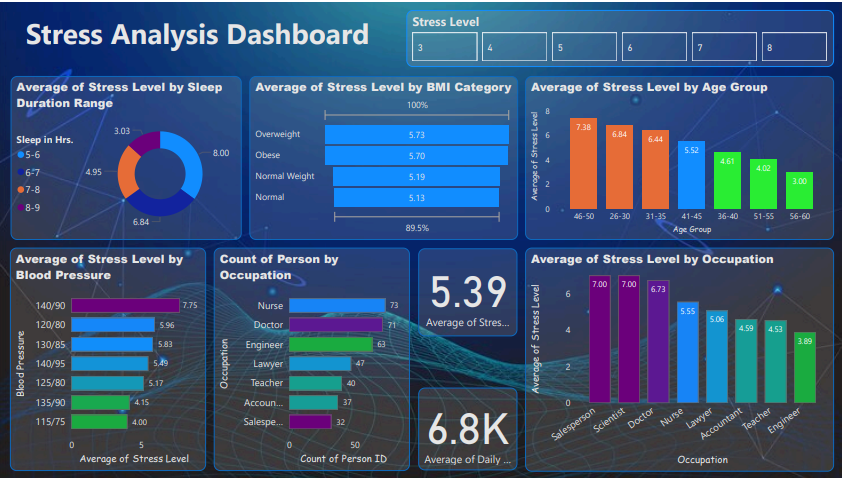 Stress Analysis Dashboard
Stress Level
3 4 5 6 7 8
Average of Stress Level by Sleep
Duration Range
Sleep in Hrs.
5-6
6-7
7-8
8-9
3.03
8.00
4.95
6.84
Average of Stress Level by BMI Category
100%
Overweight 5.73
Obese 5.70
Normal Weight 5.19
Normal 5.13
89.5%
Average of Stress Level by Age Group
Average of Stress Level
8
6
4
2
0
7.38 6.84 6.44 5.52 4.61 4.02 3.00
46-50 26-30 31-35 41-45 36-40 51-55 56-60
Age Group
Average of Stress Level by
Blood Pressure
Blood Pressure
140/90 7.75
120/80 5.96
130/85 5.83
140/95 5.49
125/80 5.17
135/90 4.15
115/75 4.00
0 5
Average of Stress Level
Count of Person by
Occupation
Occupation
Nurse 73
Doctor 71
Engineer 63
Lawyer 47
Teacher 40
Accoun... 37
Salespe... 32
0 50
Count of Person ID
5.39
Average of Stres...
6.8K
Average of Daily ...
Average of Stress Level by Occupation
Average of Stress Level
6
4
2
0
7.00 7.00 6.73 5.55 5.06 4.59 4.53 3.89
Salesperson Scientist Doctor Nurse Lawyer Accountant Teacher Engineer
Occupation